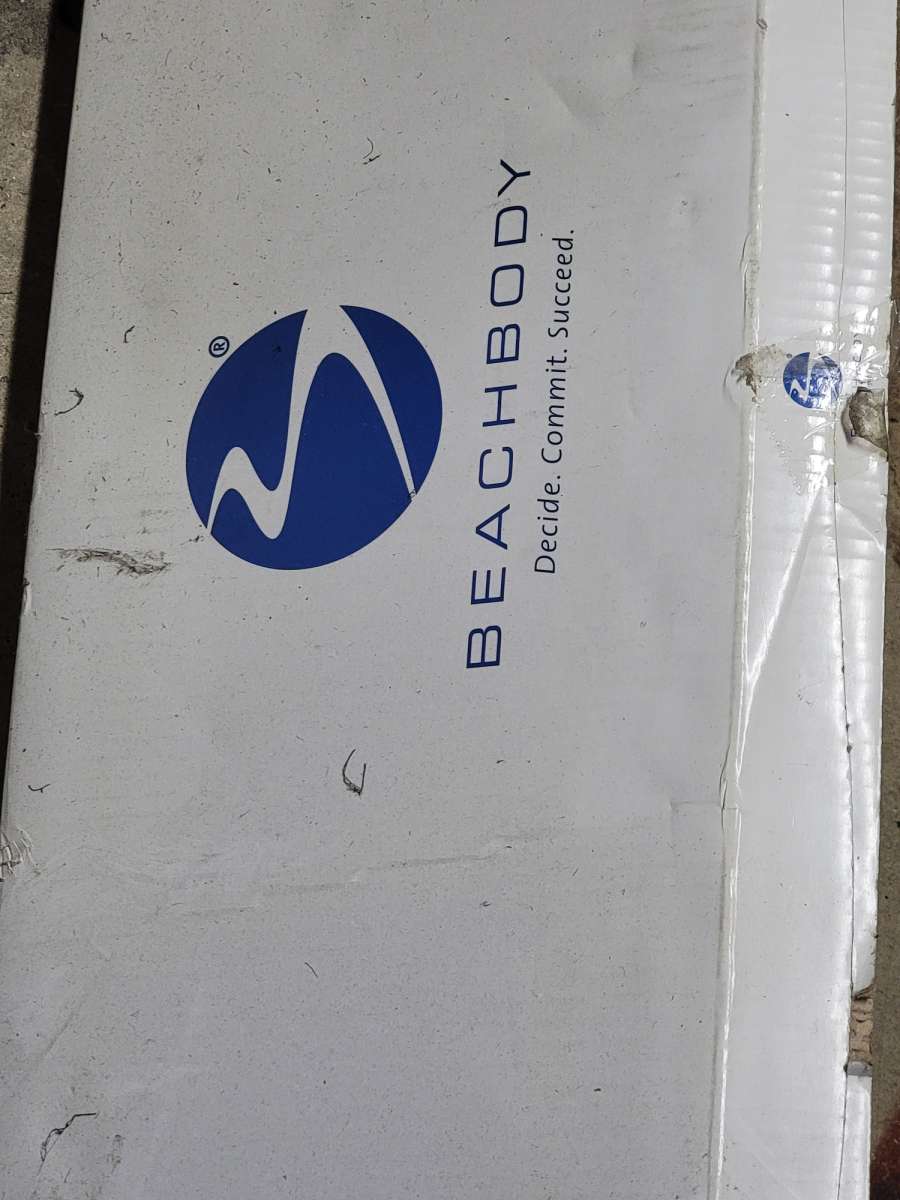 ®
BEACHBODY
Decide. Commit. Succeed.